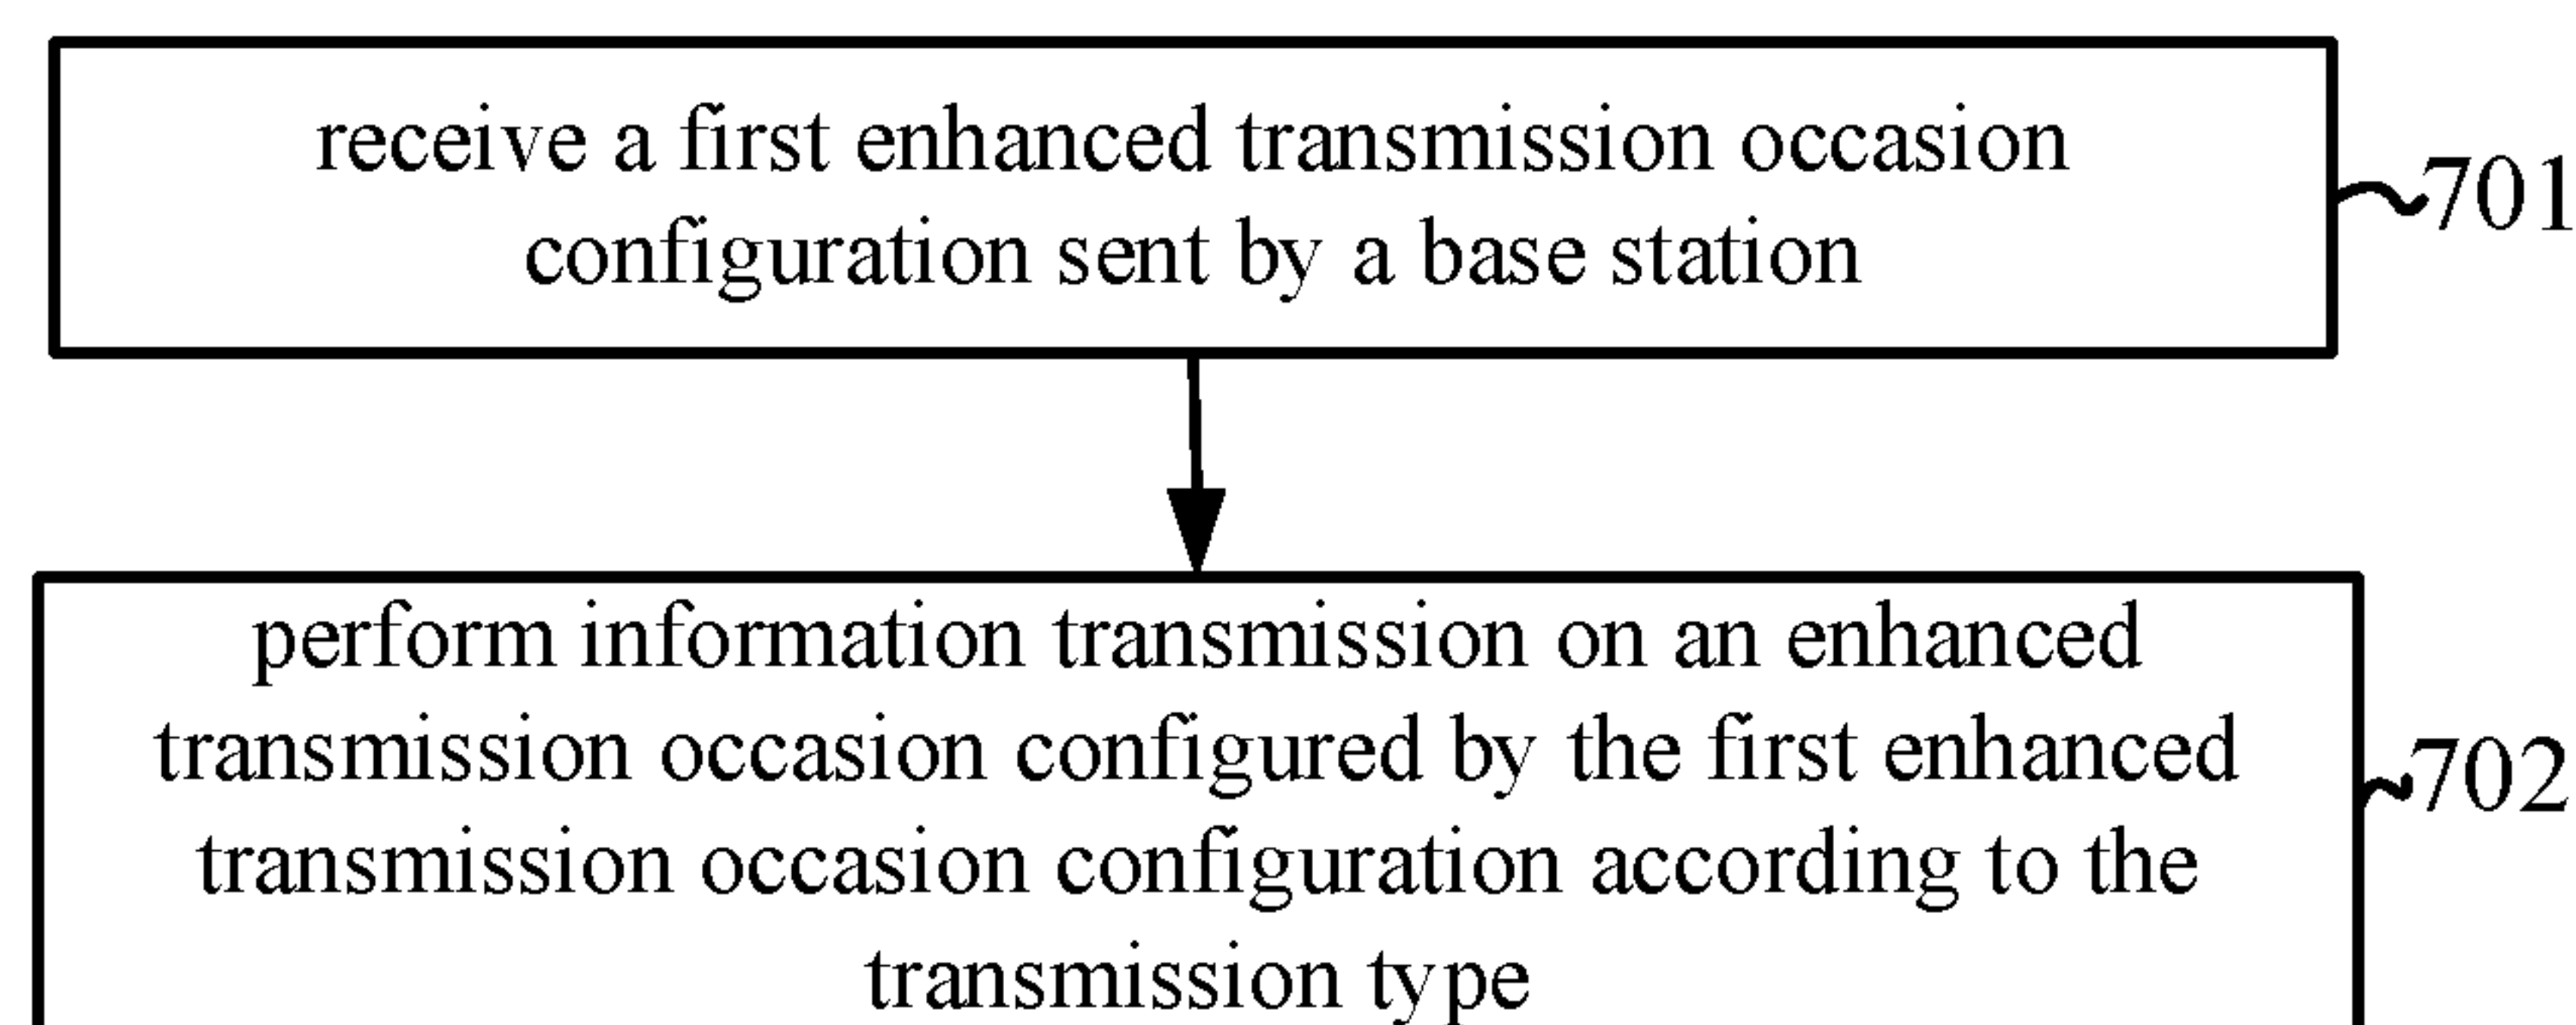 receive a first enhanced transmission occasion
configuration sent by a base station
701
perform information transmission on an enhanced
transmission occasion configured by the first enhanced
transmission occasion configuration according to the
transmission type
702